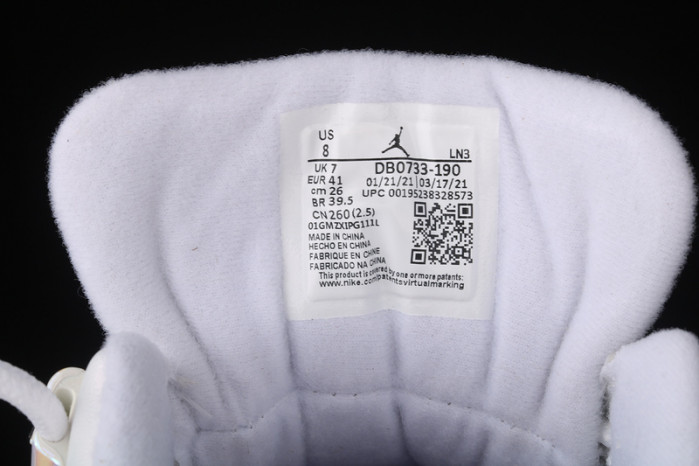 US
8
LN3
UK 7
EUR 41
cm 26
BR 39.5
CN 260 (2.5)
DB0733-190
01/21/21 03/17/21
UPC 00195238328573
01GMZXIPG111L
MADE IN CHINA
HECHO EN CHINA
FABRIQUE EN CHINE
FABRICADO NA CHINA
This product is covered by one or more patents:
www.nike.com/patentsvirtualmarking